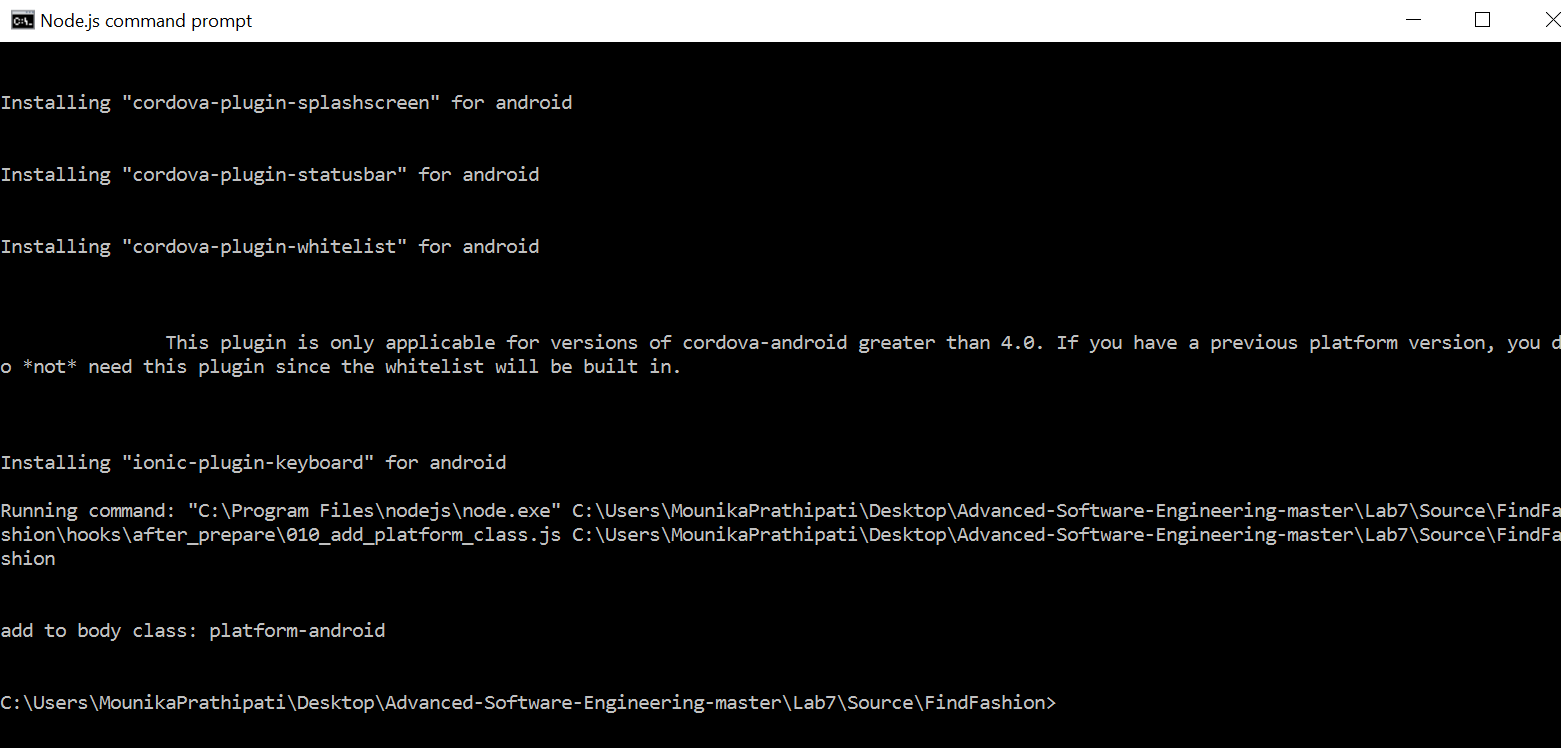 Node.js command prompt
Installing "cordova-plugin-splashscreen" for android
Installing "cordova-plugin-statusbar" for android
Installing "cordova-plugin-whitelist" for android
This plugin is only applicable for versions of cordova-android greater than 4.0. If you have a previous platform version, you d
o *not* need this plugin since the whitelist will be built in.
Installing "ionic-plugin-keyboard" for android
Running command: "C:\Program Files\nodejs\node.exe" C:\Users\MounikaPrathipati\Desktop\Advanced-Software-Engineering-master\Lab7\Source\FindFa
shion\hooks\after_prepare\010_add_platform_class.js C:\Users\MounikaPrathipati\Desktop\Advanced-Software-Engineering-master\Lab7\Source\FindFa
shion
add to body class: platform-android
C:\Users\MounikaPrathipati\Desktop\Advanced-Software-Engineering-master\Lab7\Source\FindFashion>